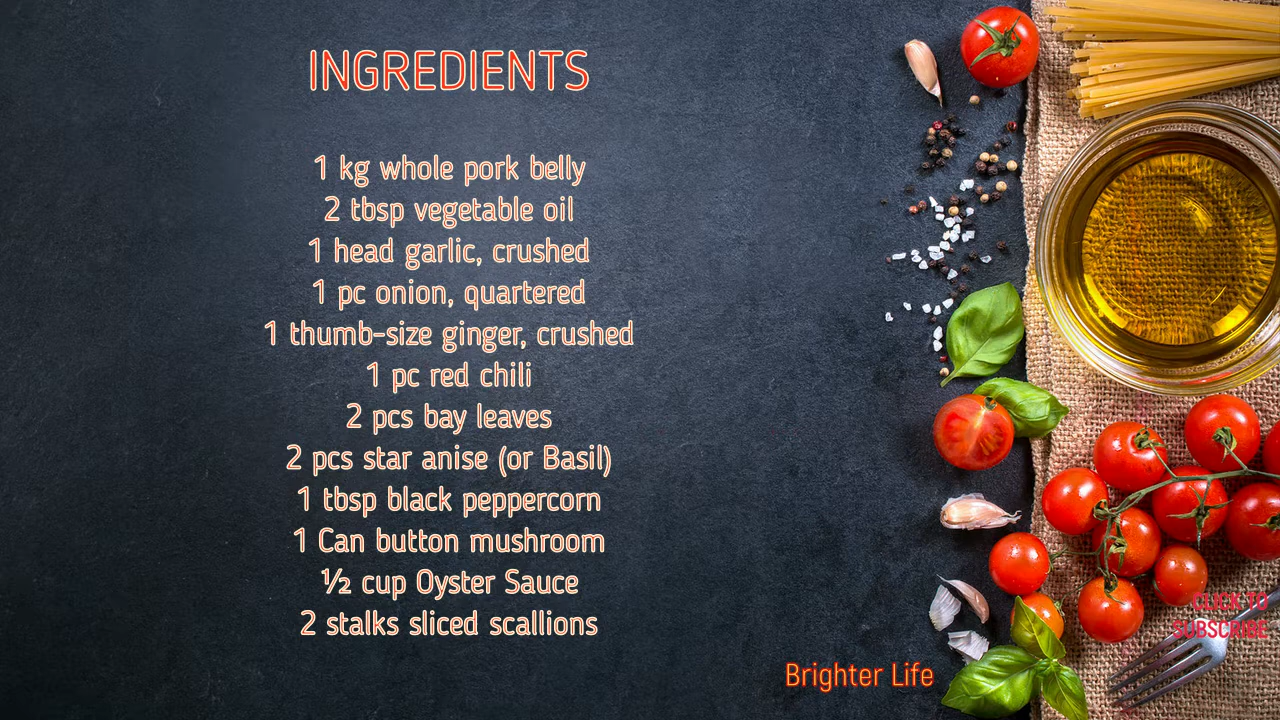 INGREDIENTS
1 kg whole pork belly
2 tbsp vegetable oil
1 head garlic, crushed
1 pc onion, quartered
1 thumb-size ginger, crushed
1 pc red chili
2 pcs bay leaves
2 pcs star anise (or Basil)
1 tbsp black peppercorn
1 Can button mushroom
½ cup Oyster Sauce
2 stalks sliced scallions
CLICK TO
SUBSCRIBE
Brighter Life